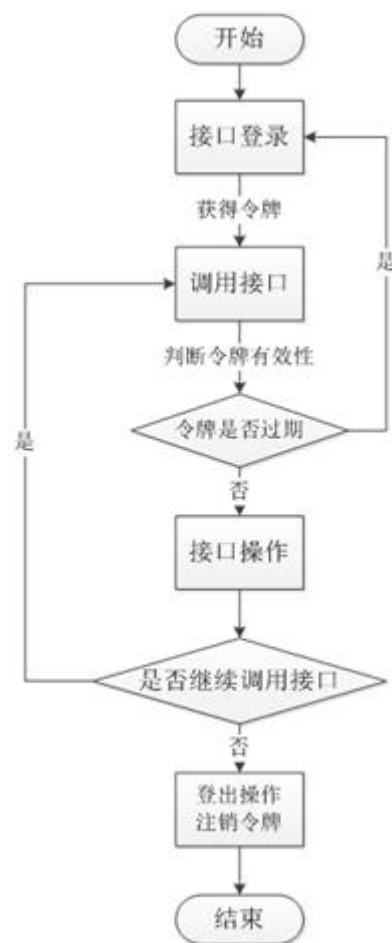 开始
接口登录
获得令牌
是
调用接口
判断令牌有效性
令牌是否过期
是
否
接口操作
是否继续调用接口
否
登出操作
注销令牌
结束